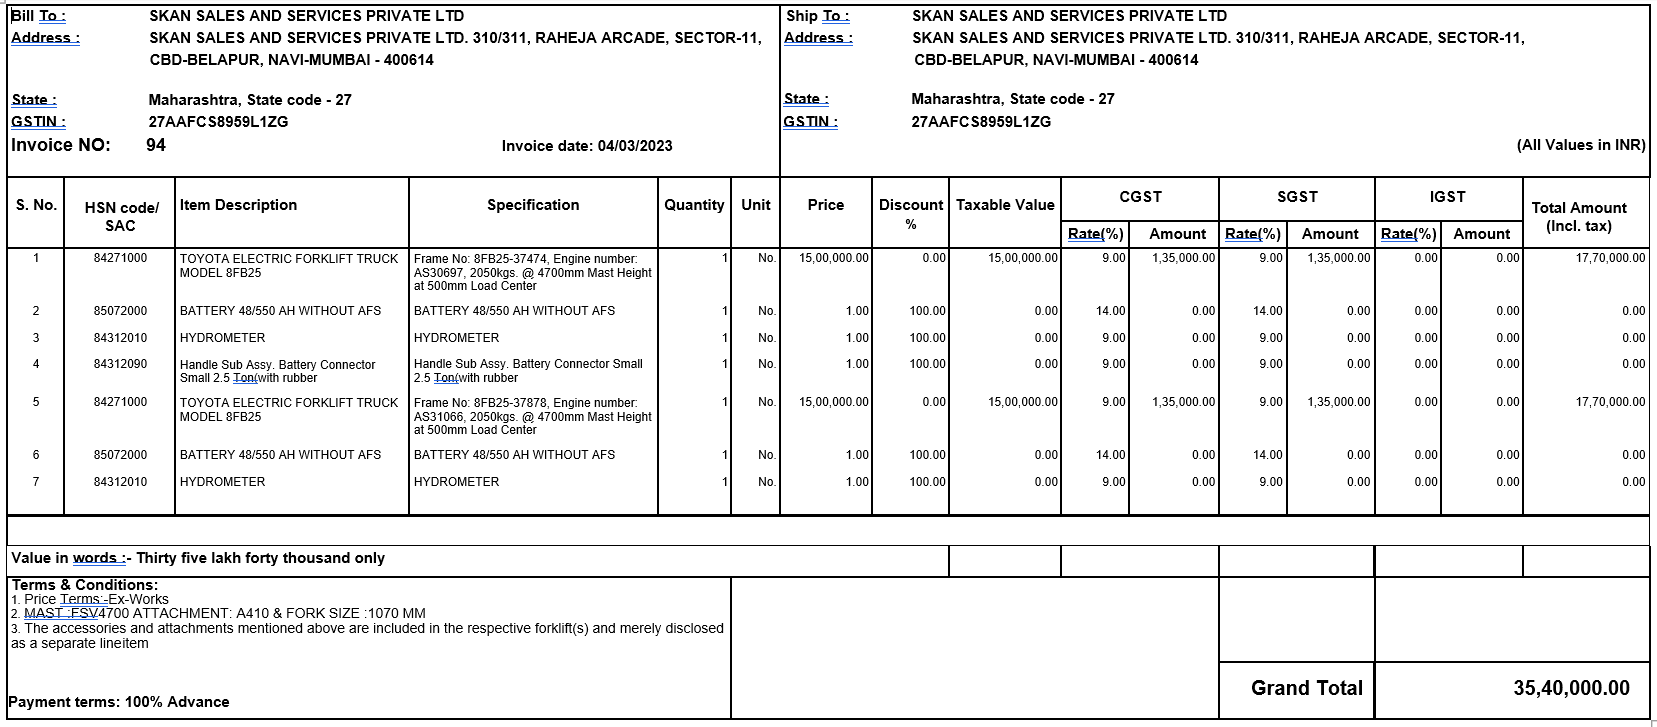 Bill To : SKAN SALES AND SERVICES PRIVATE LTD
Address : SKAN SALES AND SERVICES PRIVATE LTD. 310/311, RAHEJA ARCADE, SECTOR-11,
CBD-BELAPUR, NAVI-MUMBAI - 400614
State : Maharashtra, State code - 27
GSTIN : 27AAFCS8959L1ZG
Invoice NO: 94 Invoice date: 04/03/2023
Ship To : SKAN SALES AND SERVICES PRIVATE LTD
Address : SKAN SALES AND SERVICES PRIVATE LTD. 310/311, RAHEJA ARCADE, SECTOR-11,
CBD-BELAPUR, NAVI-MUMBAI - 400614
State : Maharashtra, State code - 27
GSTIN : 27AAFCS8959L1ZG
(All Values in INR)
S. No. HSN code/ SAC Item Description Specification Quantity Unit Price Discount % Taxable Value CGST SGST IGST Total Amount (Incl. tax)
Rate(%) Amount Rate(%) Amount Rate(%) Amount
1 84271000 TOYOTA ELECTRIC FORKLIFT TRUCK Frame No: 8FB25-37474, Engine number: 1 No. 15,00,000.00 0.00 15,00,000.00 9.00 1,35,000.00 9.00 1,35,000.00 0.00 0.00 17,70,000.00
MODEL 8FB25 AS30697, 2050kgs. @ 4700mm Mast Height
at 500mm Load Center
2 85072000 BATTERY 48/550 AH WITHOUT AFS BATTERY 48/550 AH WITHOUT AFS 1 No. 1.00 100.00 0.00 14.00 0.00 14.00 0.00 0.00 0.00 0.00
3 84312010 HYDROMETER HYDROMETER 1 No. 1.00 100.00 0.00 9.00 0.00 9.00 0.00 0.00 0.00 0.00
4 84312090 Handle Sub Assy. Battery Connector Handle Sub Assy. Battery Connector Small 1 No. 1.00 100.00 0.00 9.00 0.00 9.00 0.00 0.00 0.00 0.00
Small 2.5 Ton(with rubber 2.5 Ton(with rubber
5 84271000 TOYOTA ELECTRIC FORKLIFT TRUCK Frame No: 8FB25-37878, Engine number: 1 No. 15,00,000.00 0.00 15,00,000.00 9.00 1,35,000.00 9.00 1,35,000.00 0.00 0.00 17,70,000.00
MODEL 8FB25 AS31066, 2050kgs. @ 4700mm Mast Height
at 500mm Load Center
6 85072000 BATTERY 48/550 AH WITHOUT AFS BATTERY 48/550 AH WITHOUT AFS 1 No. 1.00 100.00 0.00 14.00 0.00 14.00 0.00 0.00 0.00 0.00
7 84312010 HYDROMETER HYDROMETER 1 No. 1.00 100.00 0.00 9.00 0.00 9.00 0.00 0.00 0.00 0.00
Value in words :- Thirty five lakh forty thousand only
Terms & Conditions:
1. Price Terms:-Ex-Works
2. MAST :FSV4700 ATTACHMENT: A410 & FORK SIZE :1070 MM
3. The accessories and attachments mentioned above are included in the respective forklift(s) and merely disclosed
as a separate lineitem
Grand Total 35,40,000.00
Payment terms: 100% Advance